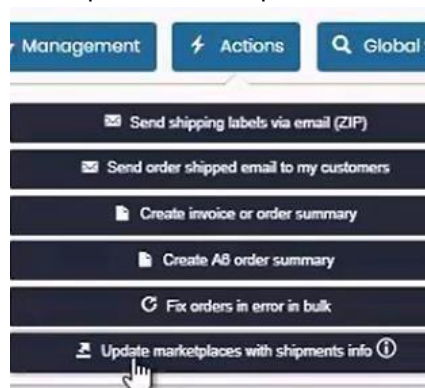 Management
Actions
Global
Send shipping labels via email (ZIP)
Send order shipped email to my customers
Create invoice or order summary
Create A6 order summary
Fix orders in error in bulk
Update marketplaces with shipments info